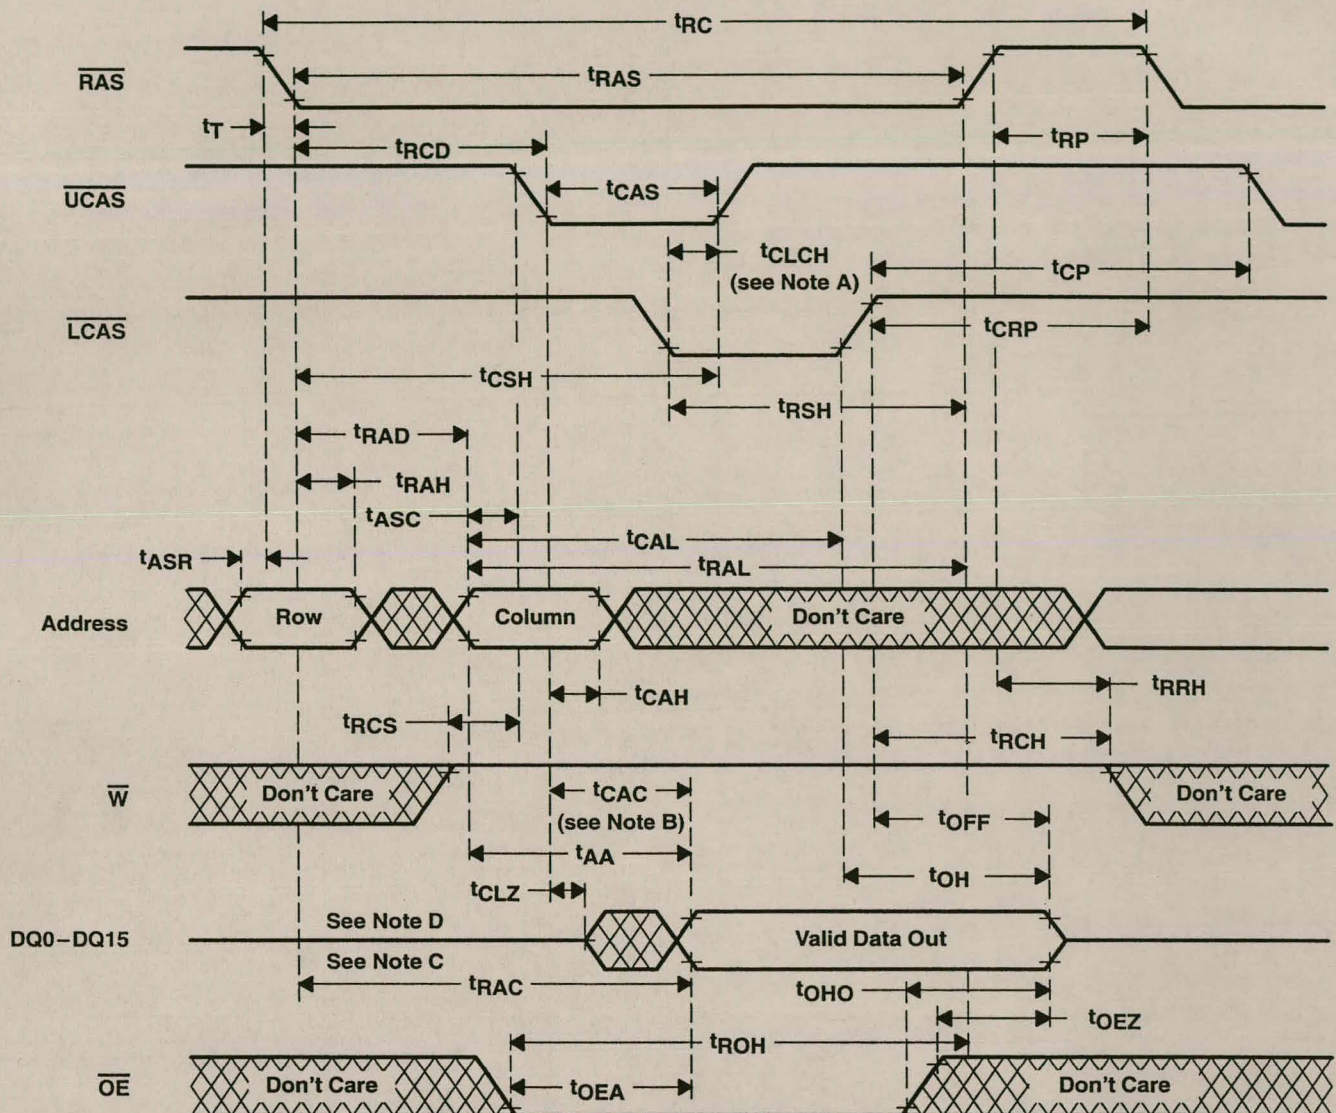 tRC
RAS
tRAS
tT
tRCD
tRP
UCAS
tCAS
tCLCH
(see Note A)
tCP
LCAS
tCRP
tCSH
tRSH
tRAD
tRAH
tASC
tCAL
tASR
tRAL
Address
Row
Column
Don't Care
tCAH
tRRH
tRCS
tRCH
W
Don't Care
tCAC
(see Note B)
Don't Care
tOFF
tAA
tOH
tCLZ
See Note D
DQ0–DQ15
Valid Data Out
See Note C
tRAC
tOHO
tOEZ
tROH
OE
Don't Care
tOEA
Don't Care